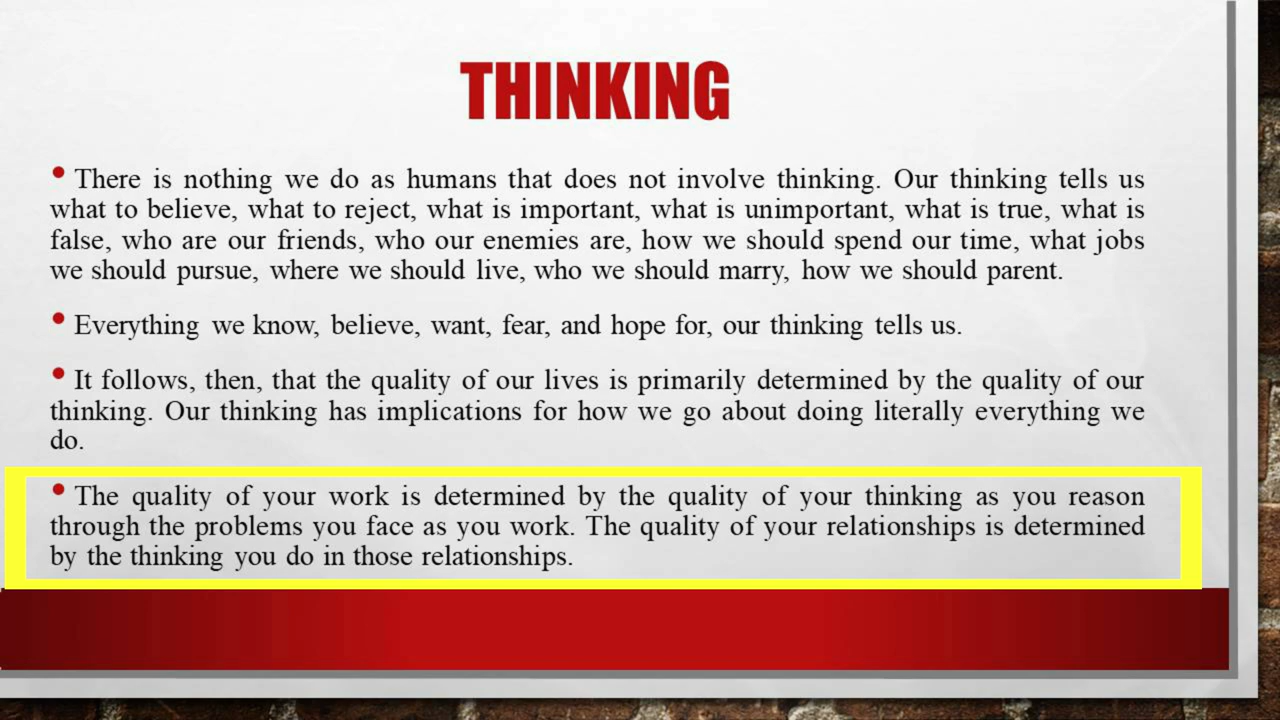 THINKING
• There is nothing we do as humans that does not involve thinking. Our thinking tells us
what to believe, what to reject, what is important, what is unimportant, what is true, what is
false, who are our friends, who our enemies are, how we should spend our time, what jobs
we should pursue, where we should live, who we should marry, how we should parent.
• Everything we know, believe, want, fear, and hope for, our thinking tells us.
• It follows, then, that the quality of our lives is primarily determined by the quality of our
thinking. Our thinking has implications for how we go about doing literally everything we
do.
• The quality of your work is determined by the quality of your thinking as you reason
through the problems you face as you work. The quality of your relationships is determined
by the thinking you do in those relationships.